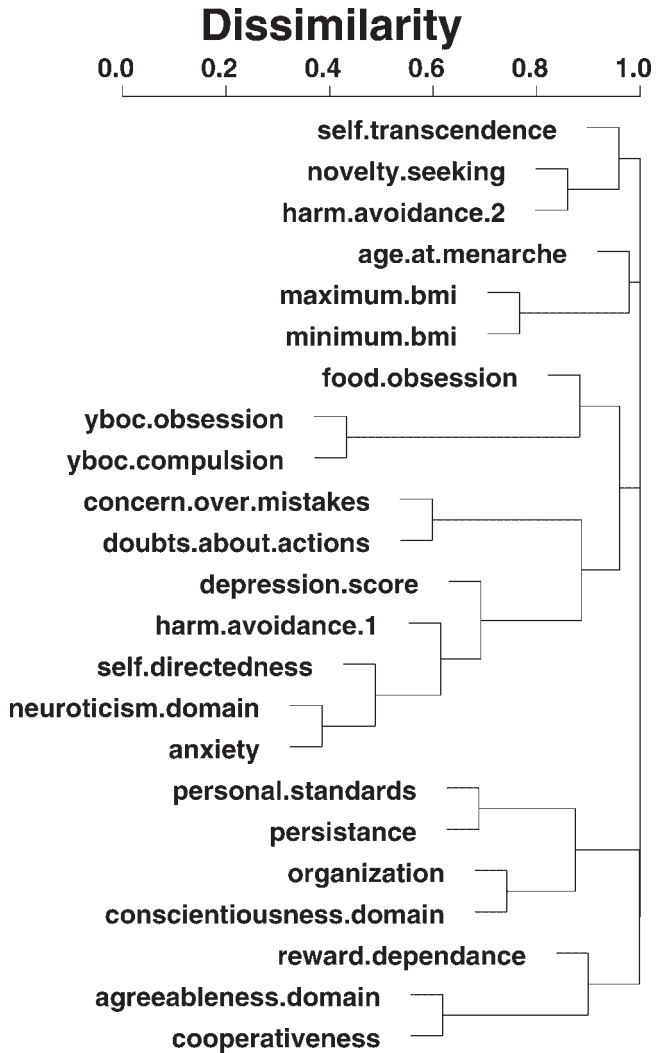 Dissimilarity
0.0 0.2 0.4 0.6 0.8 1.0
self.transcendence
novelty.seeking
harm.avoidance.2
age.at.menarche
maximum.bmi
minimum.bmi
food.obsession
yboc.obsession
yboc.compulsion
concern.over.mistakes
doubts.about.actions
depression.score
harm.avoidance.1
self.directedness
neuroticism.domain
anxiety
personal.standards
persistance
organization
conscientiousness.domain
reward.dependance
agreeableness.domain
cooperativeness